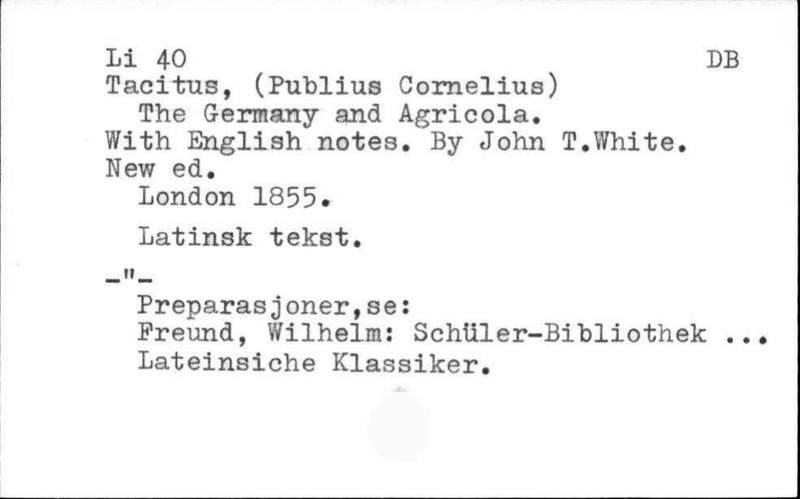 Li 40 DB
Tacitus, (Publius Cornelius)
The Germany and Agricola.
With English notes. By John T.White.
New ed.
London 1855.
Latinsk tekst.
_"_
Preparasjoner,se:
Freund, Wilhelm: Schüler-Bibliothek ...
Lateinsiche Klassiker.